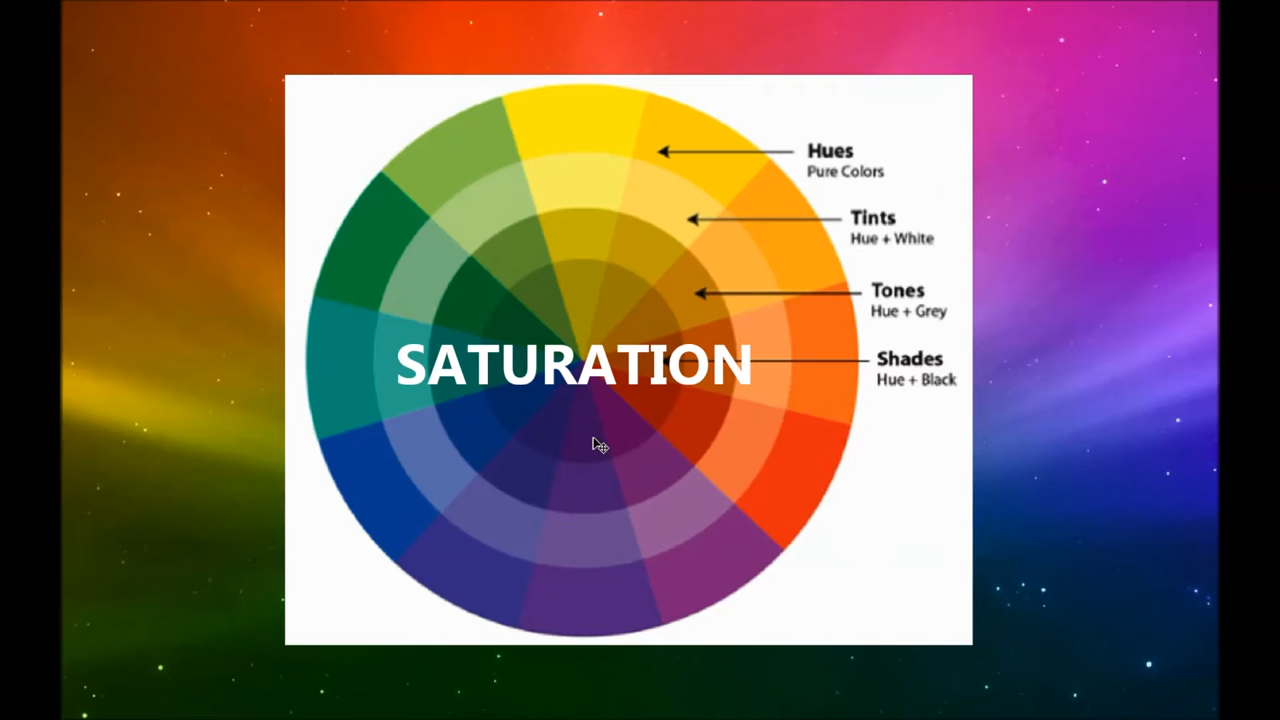 Hues
Pure Colors
Tints
Hue + White
Tones
Hue + Grey
SATURATION
Shades
Hue + Black